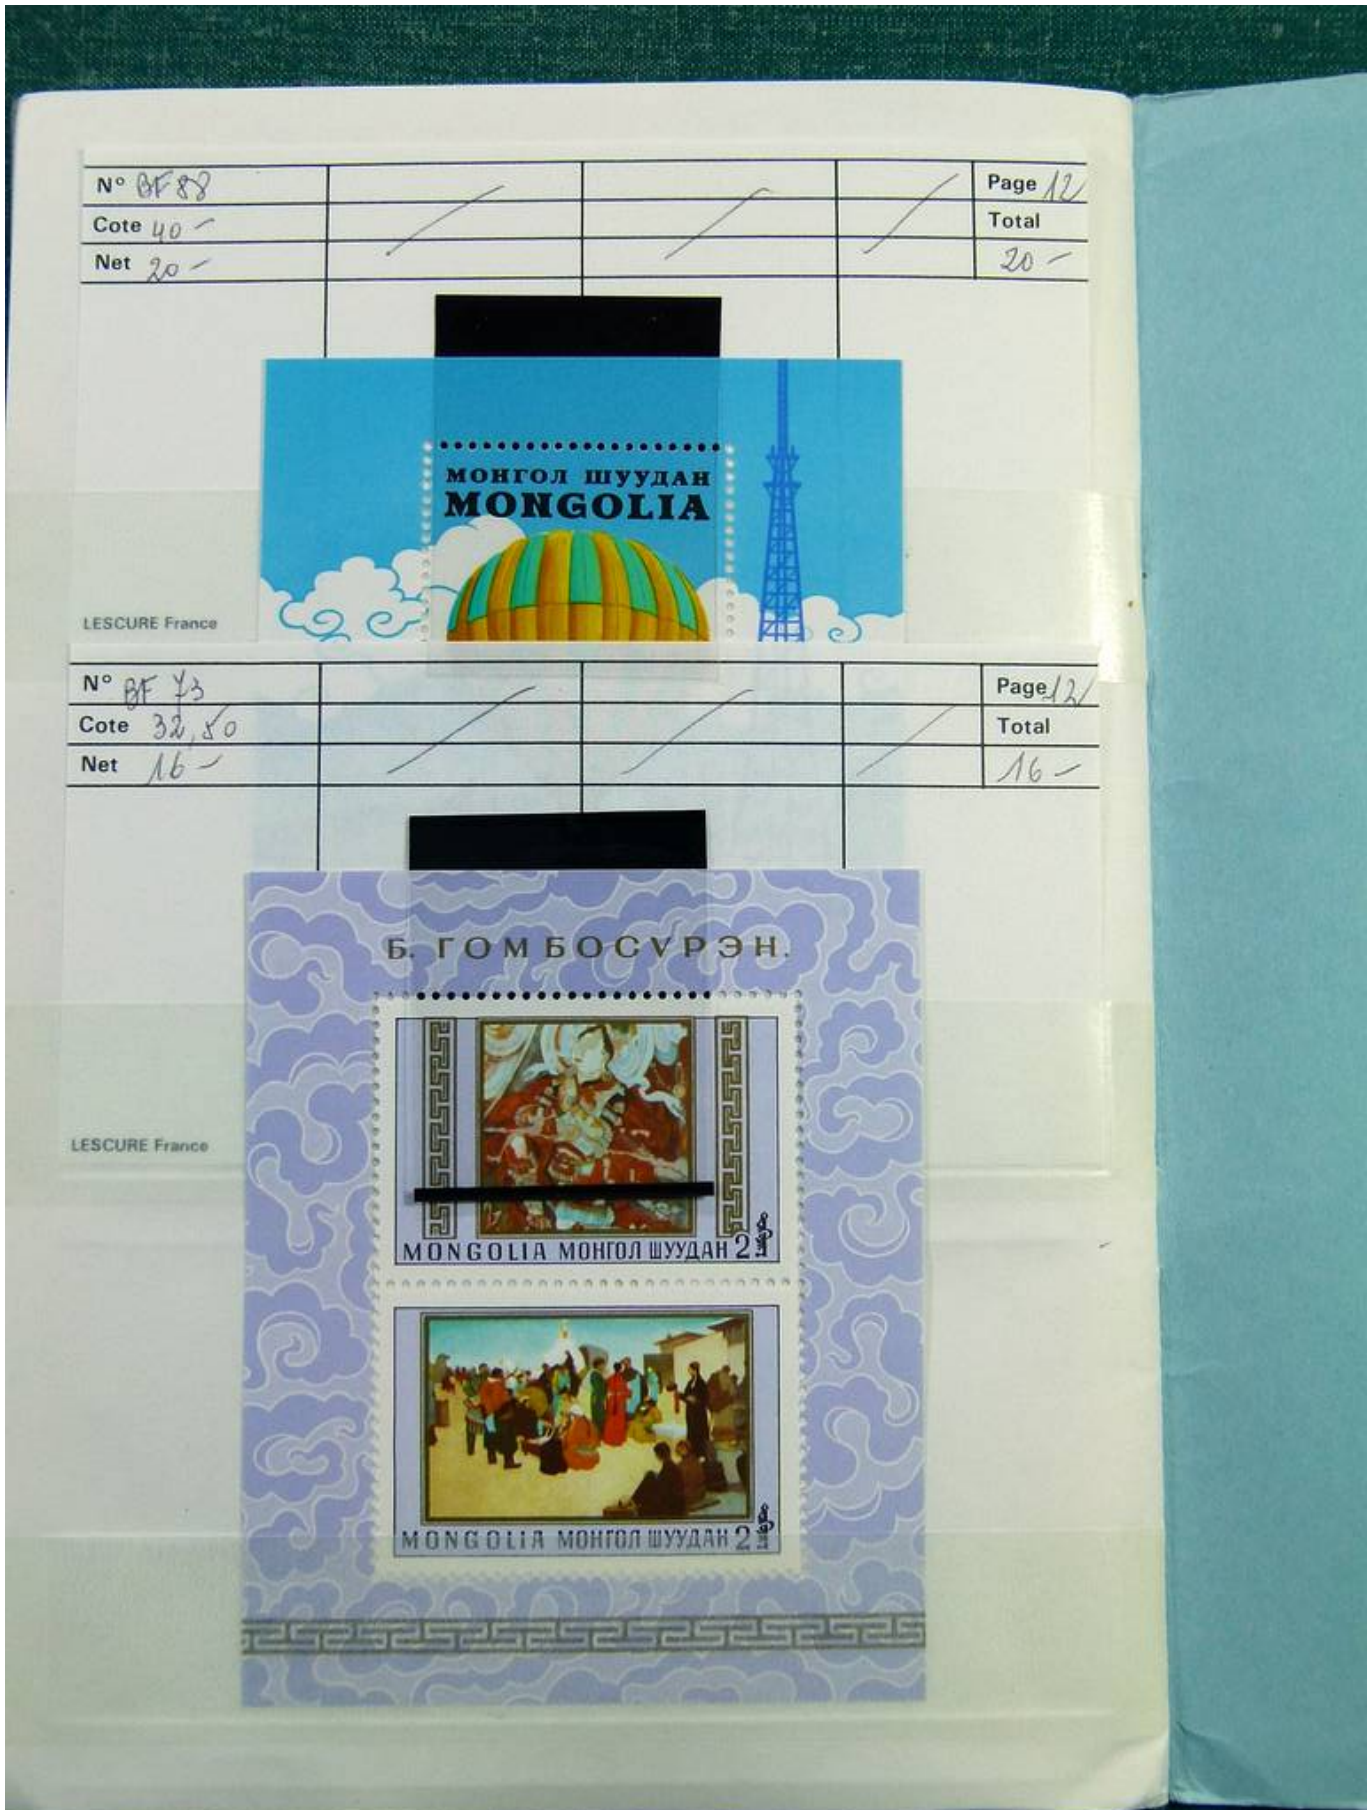 N° BF 88 Page 12
Cote 40 - Total
Net 20 - 20 -
МОНГОЛ ШУУДАН
MONGOLIA
LESCURE France
N° BF 73 Page 12
Cote 32,50 Total
Net 16 - 16 -
Б. ГОМБОСҮРЭН.
LESCURE France
MONGOLIA МОНГОЛ ШУУДАН 2
MONGOLIA МОНГОЛ ШУУДАН 2